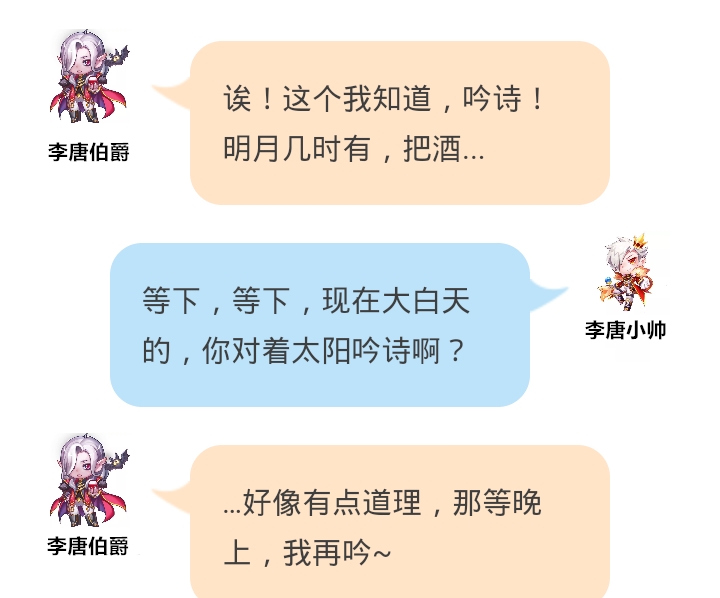 诶！这个我知道，吟诗！
明月几时有，把酒...
李唐伯爵
等下，等下，现在大白天
的，你对着太阳吟诗啊？
李唐小帅
...好像有点道理，那等晚
上，我再吟~
李唐伯爵